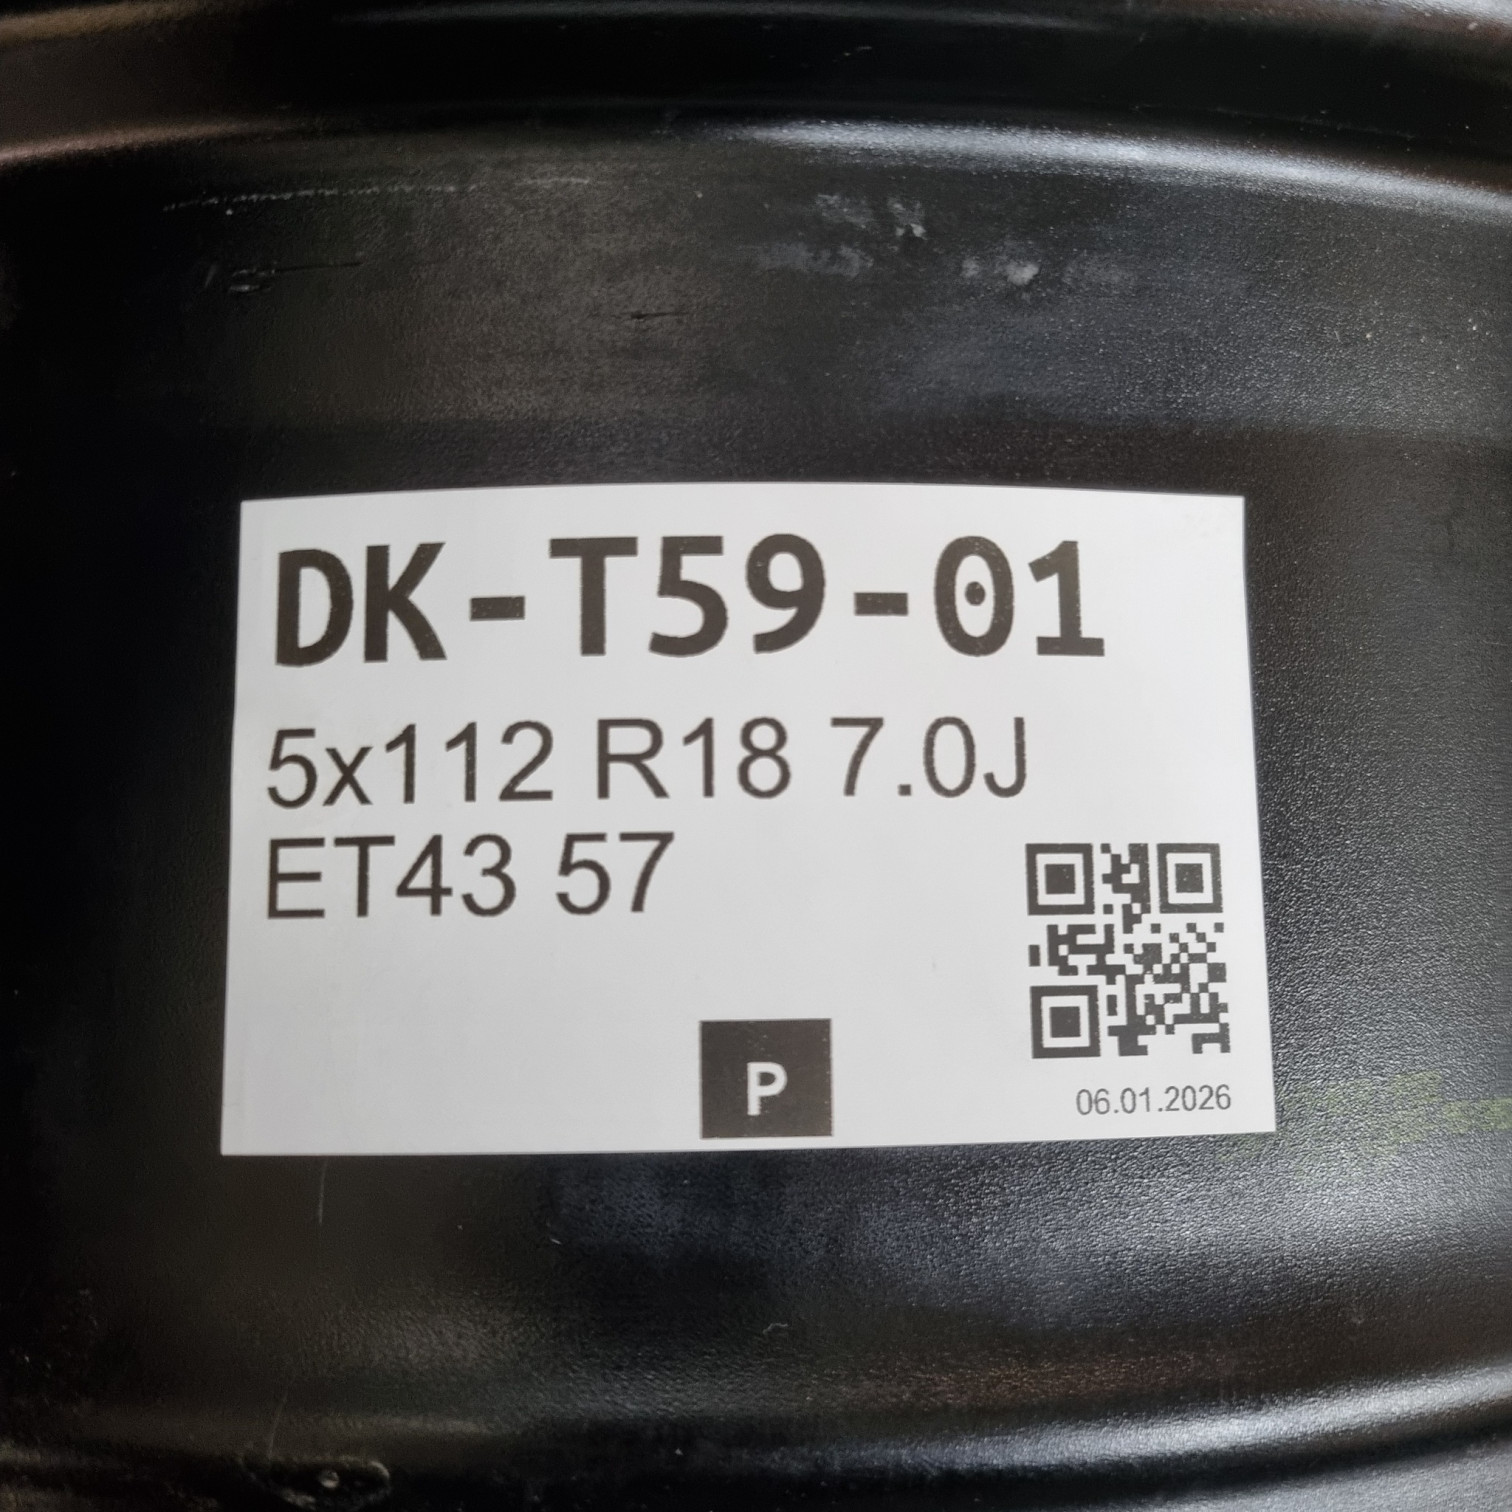 DK-T59-01
5x112 R18 7.0J
ET43 57
P
06.01.2026